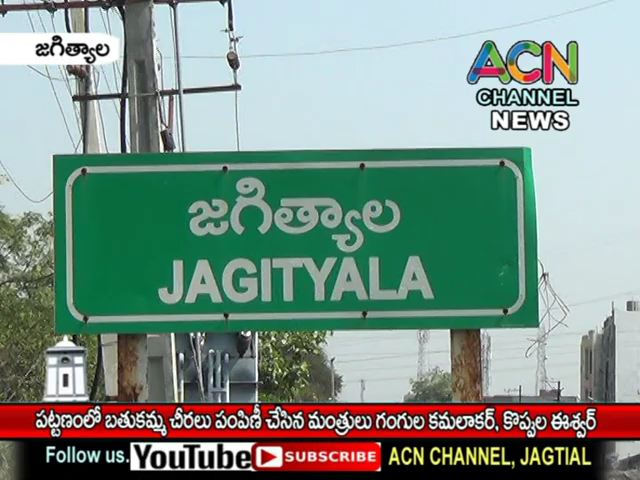 జగిత్యాల
ACN
CHANNEL
NEWS
జగిత్యాల
JAGITYALA
పట్టణంలో బతుకమ్మ చీరలు పంపిణీ చేసిన మంత్రులు గంగుల కమలాకర్, కొప్పుల ఈశ్వర్
Follow us. YouTube SUBSCRIBE ACN CHANNEL, JAGTIAL